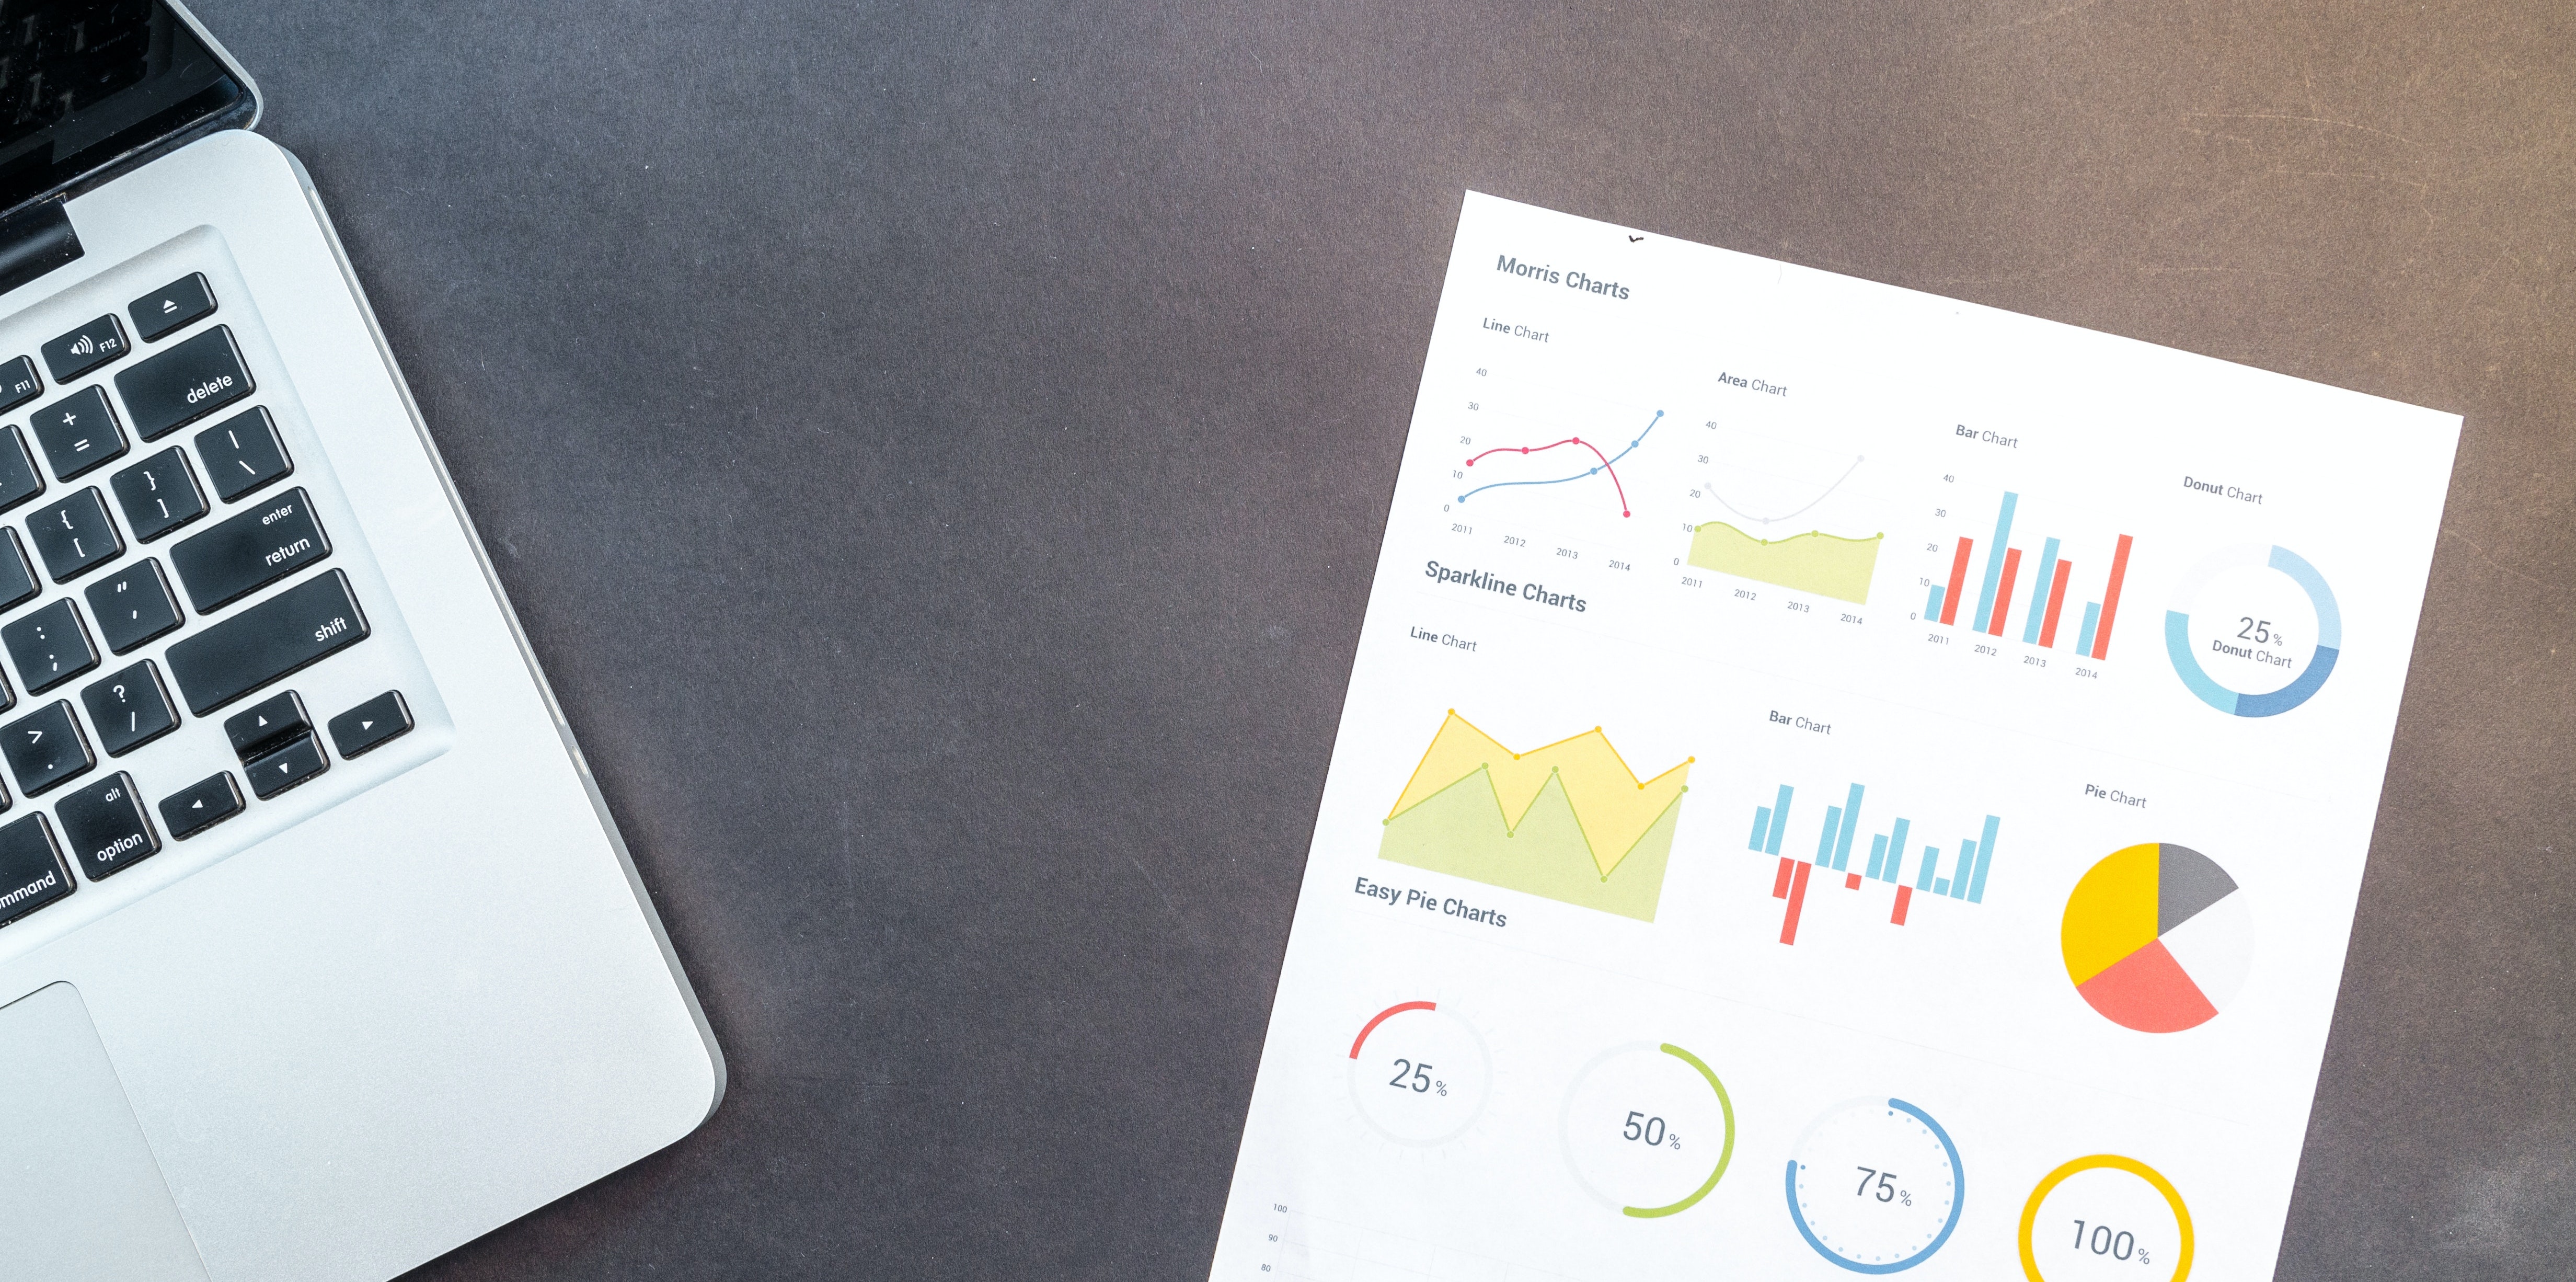 F12
F11
delete
+
=
|
\
}
]
{
[
enter
return
"
,
:
;
shift
?
/
>
.
alt
option
Morris Charts
Line Chart
40
30
20
10
0
2011
2012
2013
2014
Area Chart
40
30
20
10
0
2011
2012
2013
2014
Bar Chart
40
30
20
10
0
2011
2012
2013
2014
Donut Chart
25%
Donut Chart
Sparkline Charts
Line Chart
Bar Chart
Pie Chart
Easy Pie Charts
25%
50%
75%
100%
100
90
80